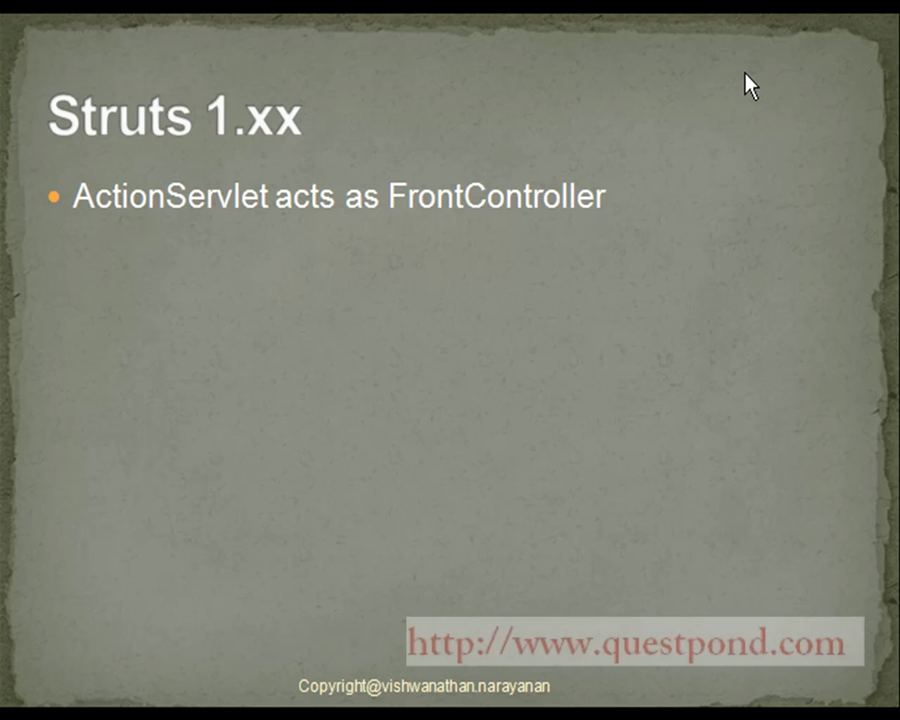 Struts 1.xx
ActionServlet acts as FrontController
http://www.questpond.com
Copyright@vishwanathan.narayanan